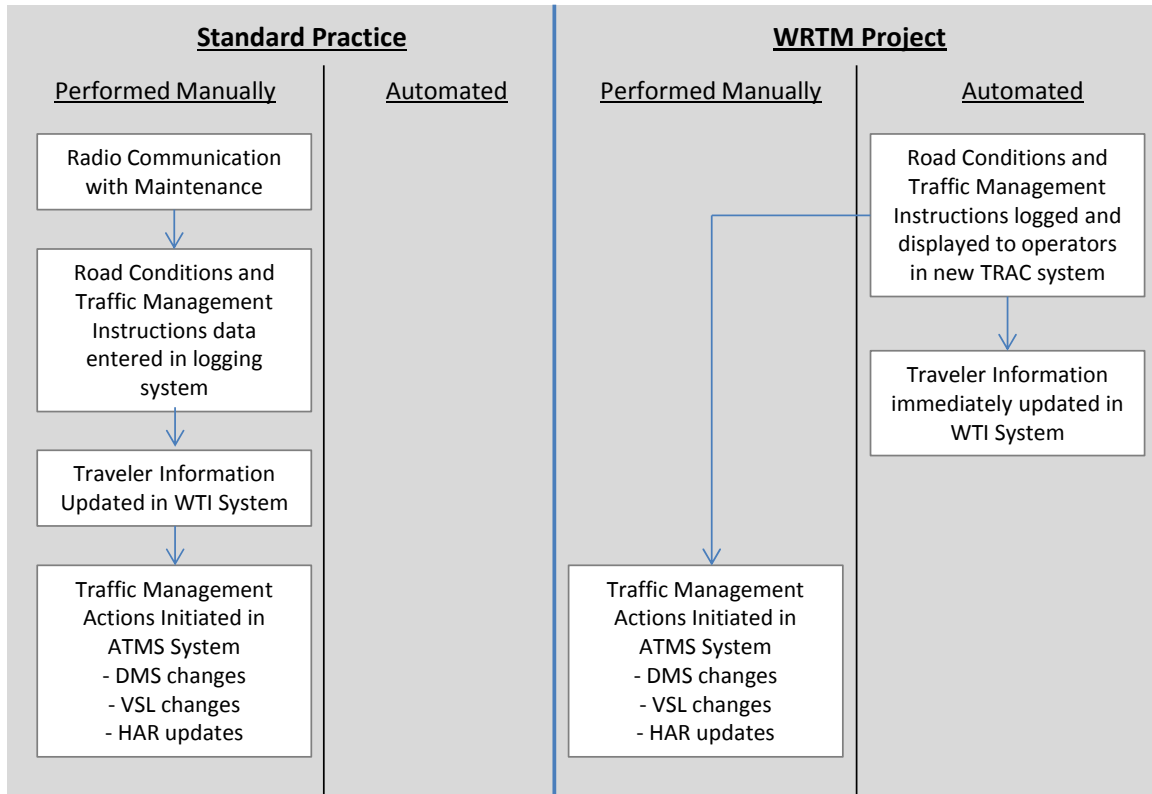 Standard Practice
Performed Manually
Automated
Radio Communication
with Maintenance
Road Conditions and
Traffic Management
Instructions data
entered in logging
system
Traveler Information
Updated in WTI System
Traffic Management
Actions Initiated in
ATMS System
- DMS changes
- VSL changes
- HAR updates
WRTM Project
Performed Manually
Automated
Road Conditions and
Traffic Management
Instructions logged and
displayed to operators
in new TRAC system
Traveler Information
immediately updated in
WTI System
Traffic Management
Actions Initiated in
ATMS System
- DMS changes
- VSL changes
- HAR updates